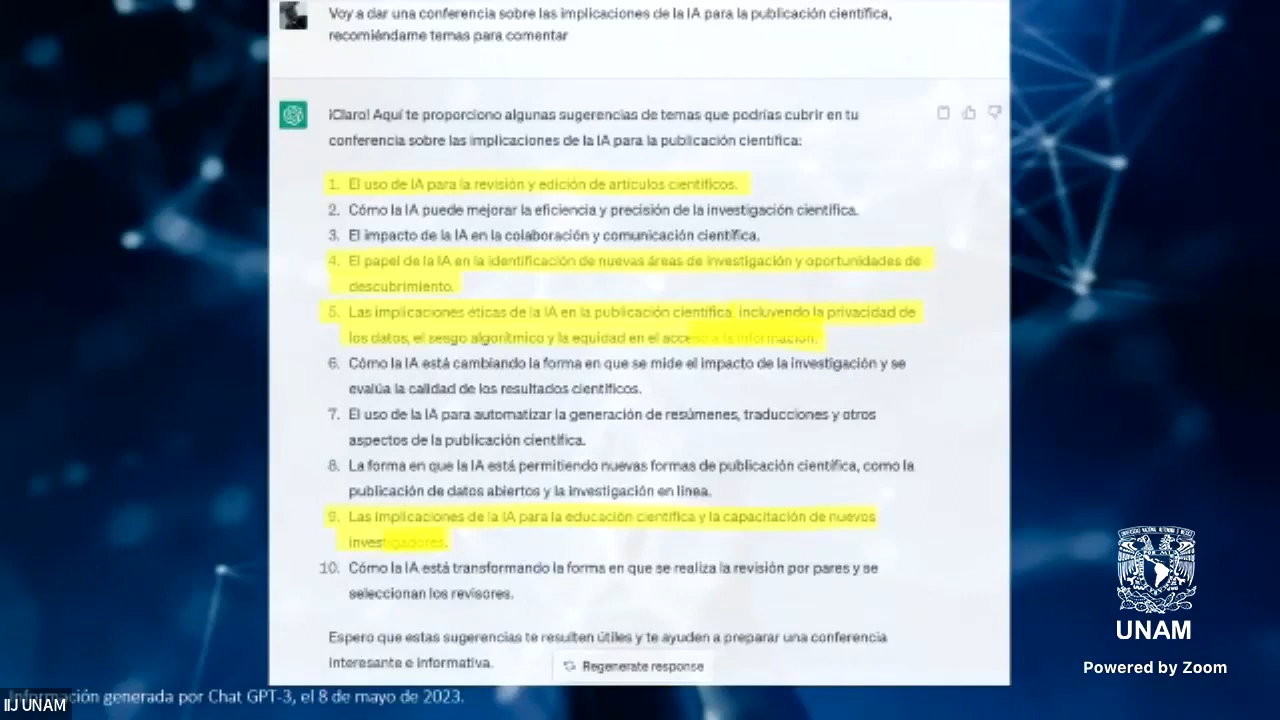 Voy a dar una conferencia sobre las implicaciones de la IA para la publicación científica,
recomiéndame temas para comentar
¡Claro! Aquí te proporciono algunas sugerencias de temas que podrías cubrir en tu
conferencia sobre las implicaciones de la IA para la publicación científica:
1. El uso de IA para la revisión y edición de artículos científicos.
2. Cómo la IA puede mejorar la eficiencia y precisión de la investigación científica.
3. El impacto de la IA en la colaboración y comunicación científica.
4. El papel de la IA en la identificación de nuevas áreas de investigación y oportunidades de
descubrimiento.
5. Las implicaciones éticas de la IA en la publicación científica, incluyendo la privacidad de
los datos, el sesgo algorítmico y la equidad en el acceso a la información.
6. Cómo la IA está cambiando la forma en que se mide el impacto de la investigación y se
evalúa la calidad de los resultados científicos.
7. El uso de la IA para automatizar la generación de resúmenes, traducciones y otros
aspectos de la publicación científica.
8. La forma en que la IA está permitiendo nuevas formas de publicación científica, como la
publicación de datos abiertos y la investigación en línea.
9. Las implicaciones de la IA para la educación científica y la capacitación de nuevos
investigadores.
10. Cómo la IA está transformando la forma en que se realiza la revisión por pares y se
seleccionan los revisores.
Espero que estas sugerencias te resulten útiles y te ayuden a preparar una conferencia
interesante e informativa.
Regenerate response
UNAM
Powered by Zoom
Información generada por Chat GPT-3, el 8 de mayo de 2023.
IIJ UNAM